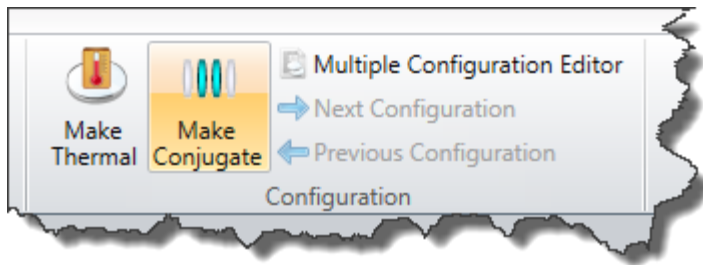 Make
Thermal
Make
Conjugate
Multiple Configuration Editor
Next Configuration
Previous Configuration
Configuration